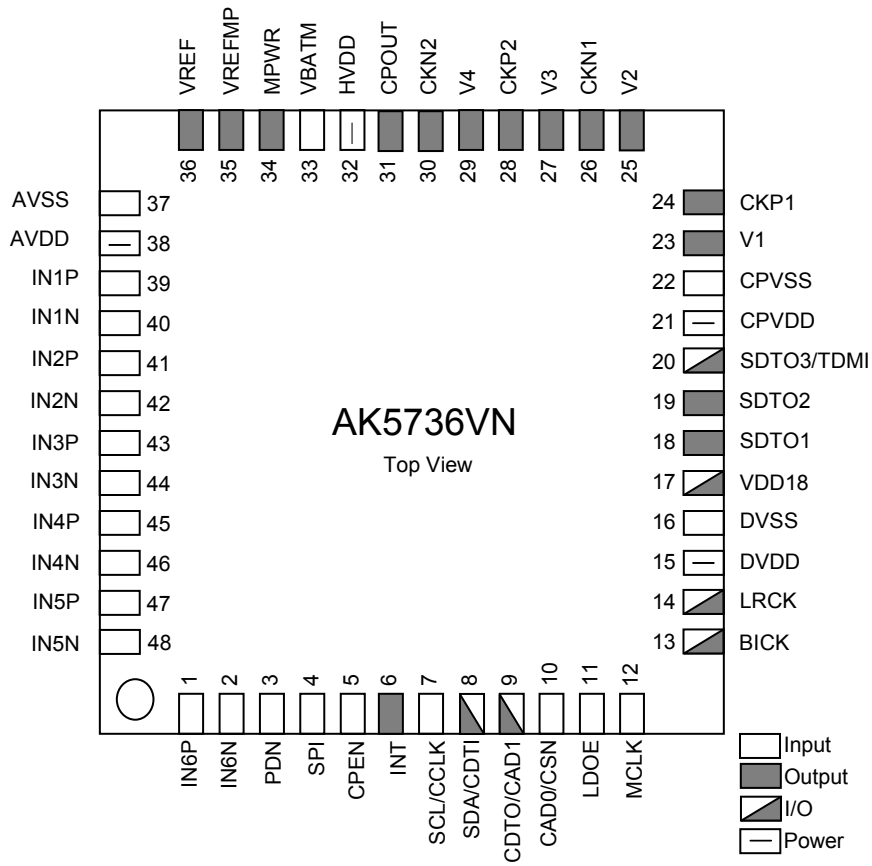 VREF
VREFMP
MPWR
VBATM
HVDD
CPOUT
CKN2
V4
CKP2
V3
CKN1
V2
36
35
34
33
32
31
30
29
28
27
26
25
AVSS 37
AVDD 38
IN1P 39
IN1N 40
IN2P 41
IN2N 42
IN3P 43
IN3N 44
IN4P 45
IN4N 46
IN5P 47
IN5N 48
AK5736VN
Top View
24 CKP1
23 V1
22 CPVSS
21 CPVDD
20 SDTO3/TDMI
19 SDTO2
18 SDTO1
17 VDD18
16 DVSS
15 DVDD
14 LRCK
13 BICK
1
2
3
4
5
6
7
8
9
10
11
12
IN6P
IN6N
PDN
SPI
CPEN
INT
SCL/CCLK
SDA/CDTI
CDTO/CAD1
CAD0/CSN
LDOE
MCLK
Input
Output
I/O
Power